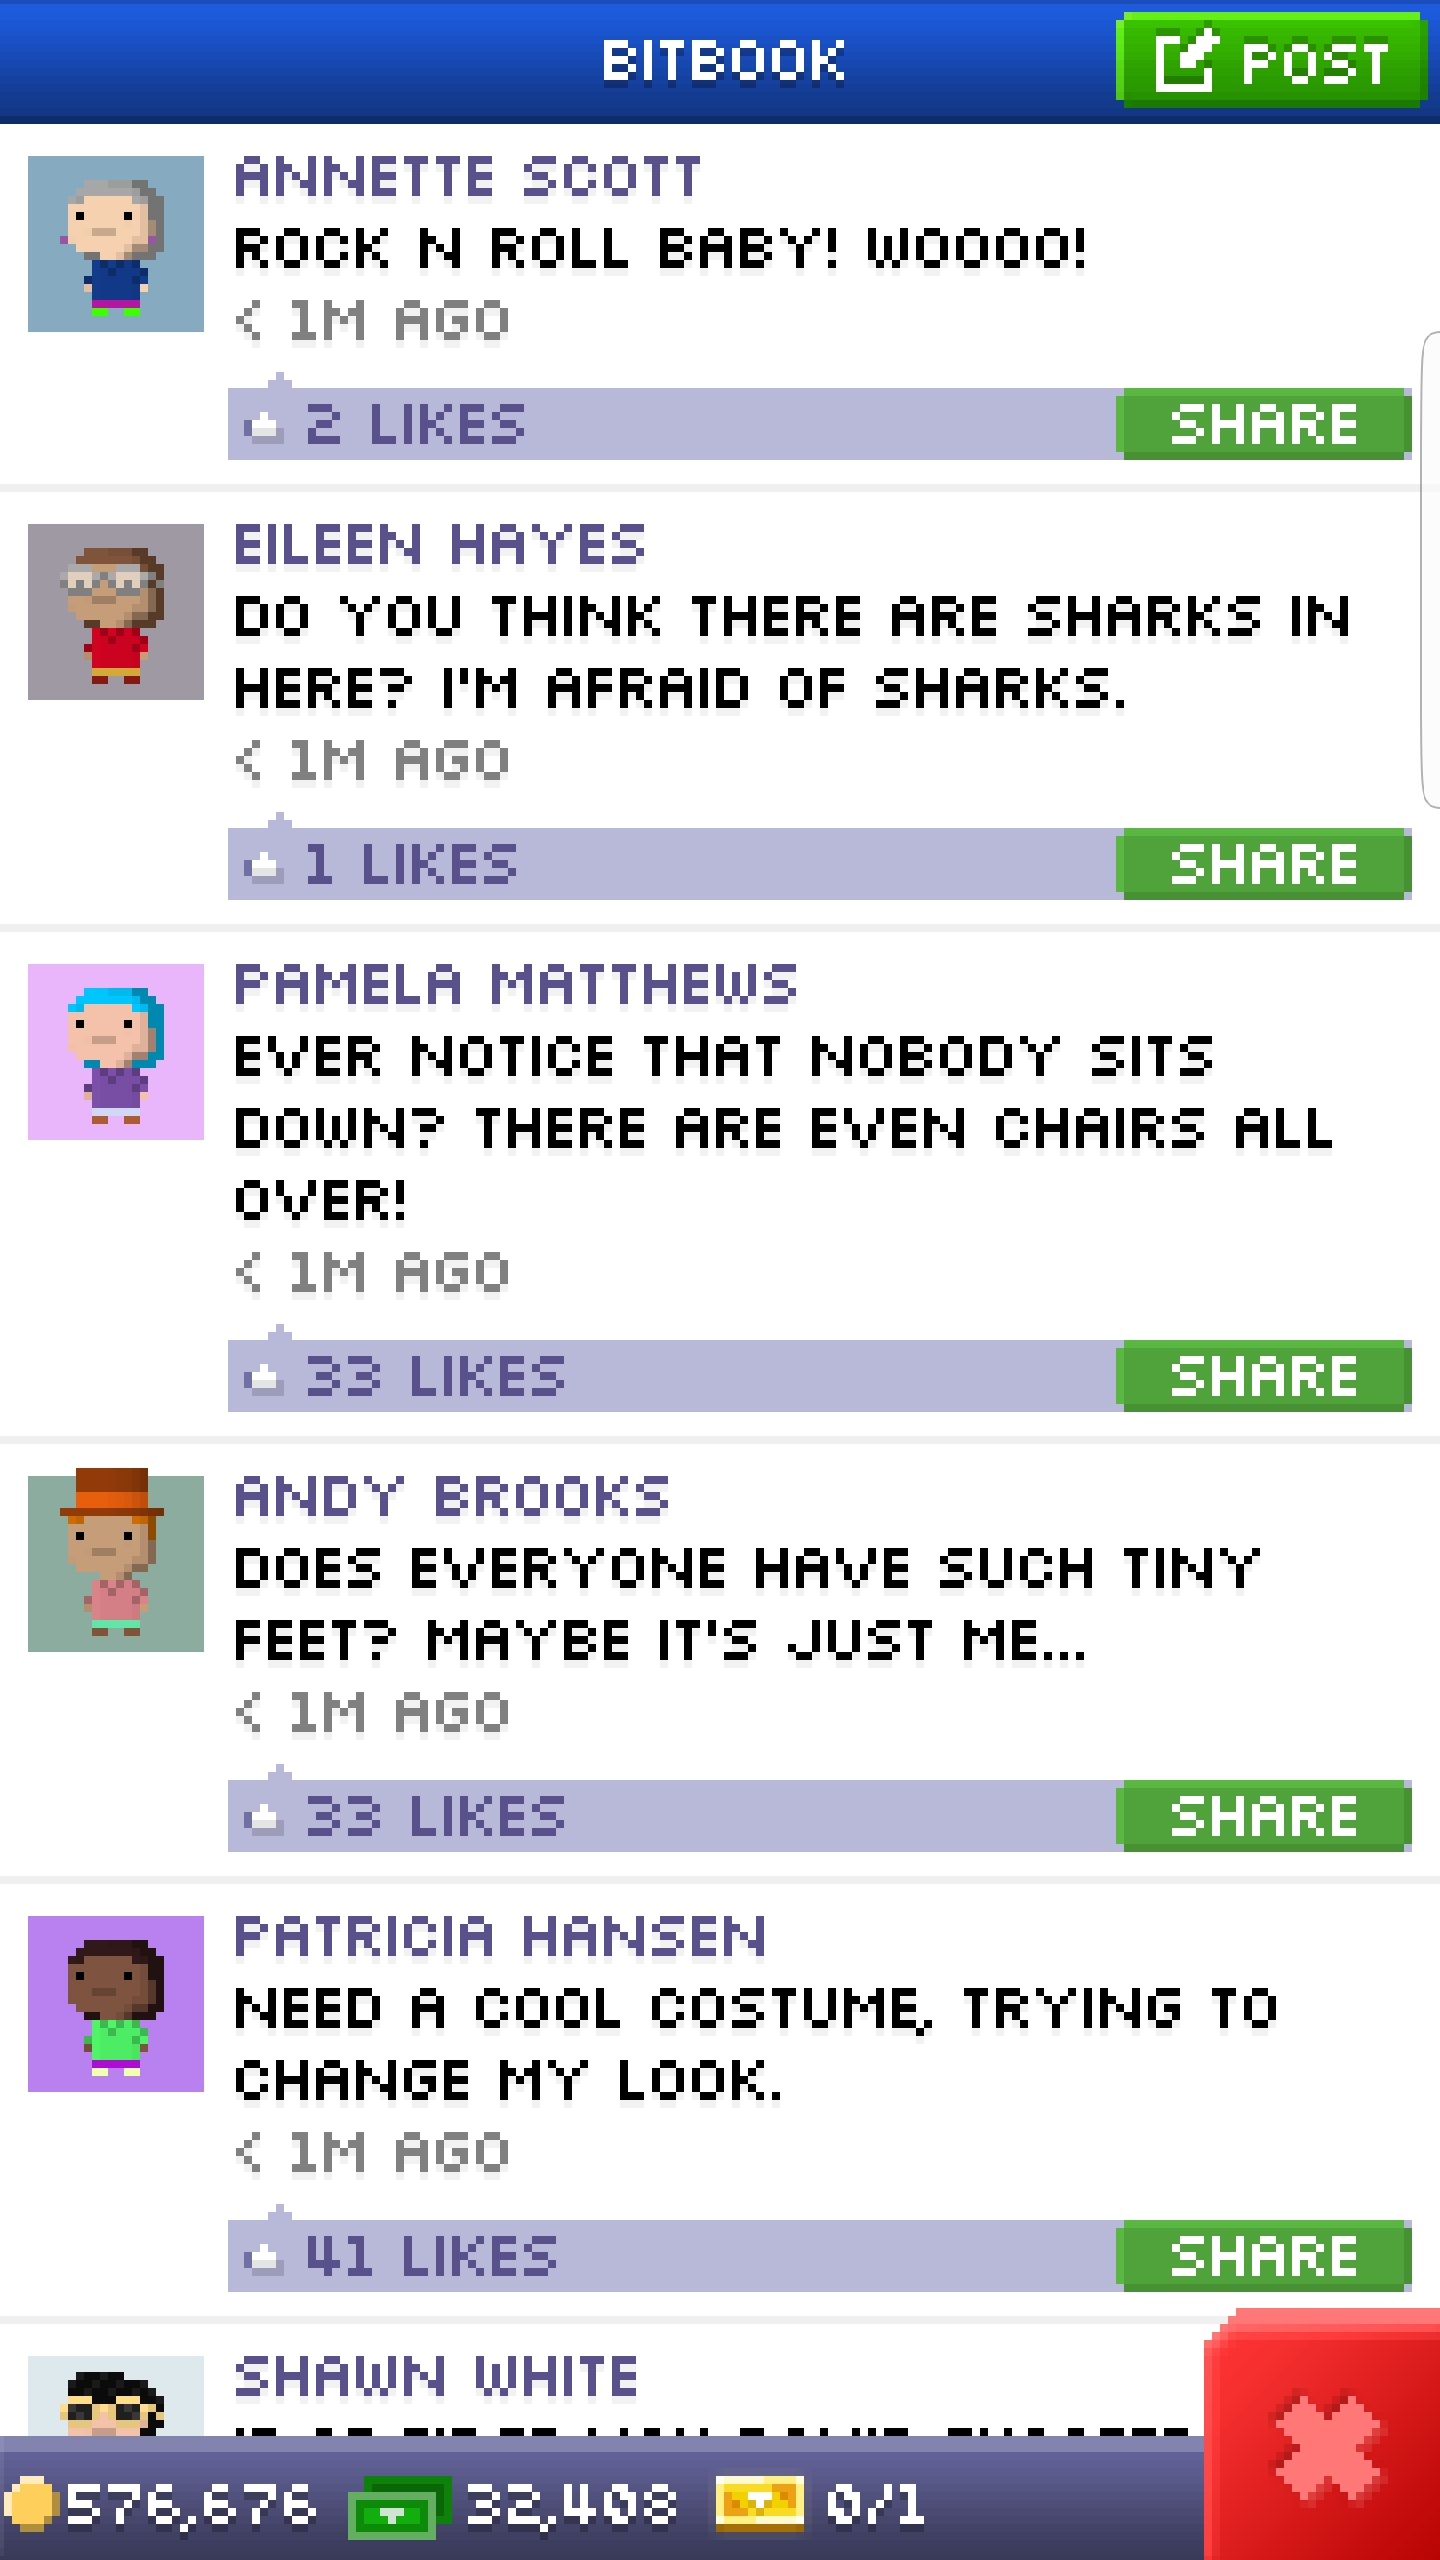 BITBOOK
POST
ANNETTE SCOTT
ROCK N ROLL BABY! WOOOO!
< 1M AGO
2 LIKES
SHARE
EILEEN HAYES
DO YOU THINK THERE ARE SHARKS IN
HERE? I'M AFRAID OF SHARKS.
< 1M AGO
1 LIKES
SHARE
PAMELA MATTHEWS
EVER NOTICE THAT NOBODY SITS
DOWN? THERE ARE EVEN CHAIRS ALL
OVER!
< 1M AGO
33 LIKES
SHARE
ANDY BROOKS
DOES EVERYONE HAVE SUCH TINY
FEET? MAYBE IT'S JUST ME...
< 1M AGO
33 LIKES
SHARE
PATRICIA HANSEN
NEED A COOL COSTUME, TRYING TO
CHANGE MY LOOK.
< 1M AGO
41 LIKES
SHARE
SHAWN WHITE
576,676 32,408 0/1